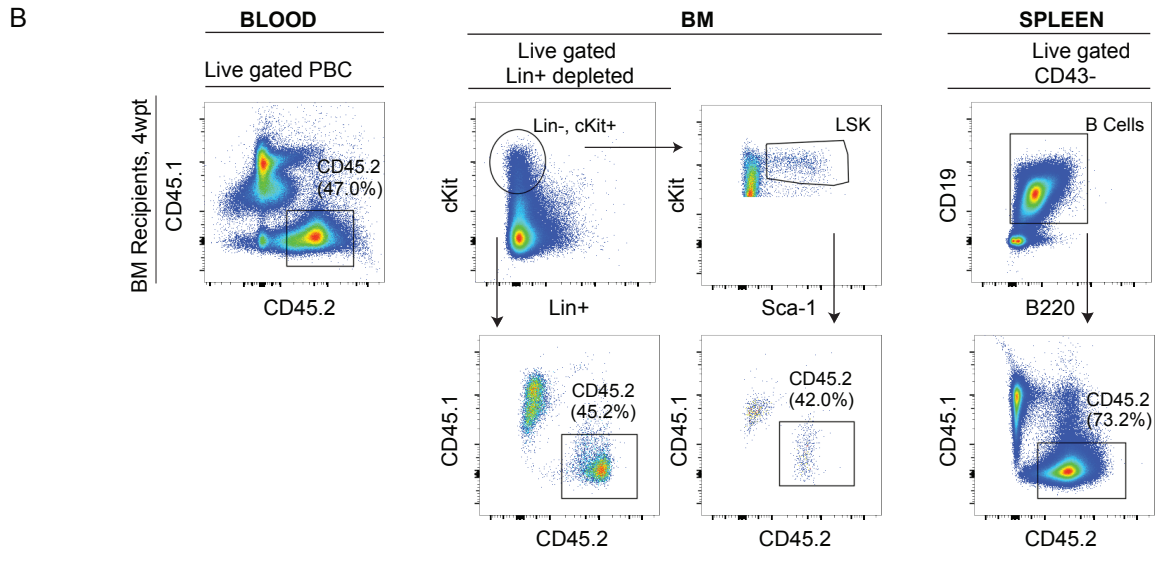 B
BLOOD
BM
SPLEEN
Live gated PBC
Live gated
Lin+ depleted
Live gated
CD43-
BM Recipients, 4wpt
CD45.1
CD45.2
(47.0%)
CD45.2
cKit
Lin-, cKit+
Lin+
cKit
LSK
Sca-1
CD19
B Cells
B220
CD45.1
CD45.2
(45.2%)
CD45.2
CD45.1
CD45.2
(42.0%)
CD45.2
CD45.1
CD45.2
(73.2%)
CD45.2